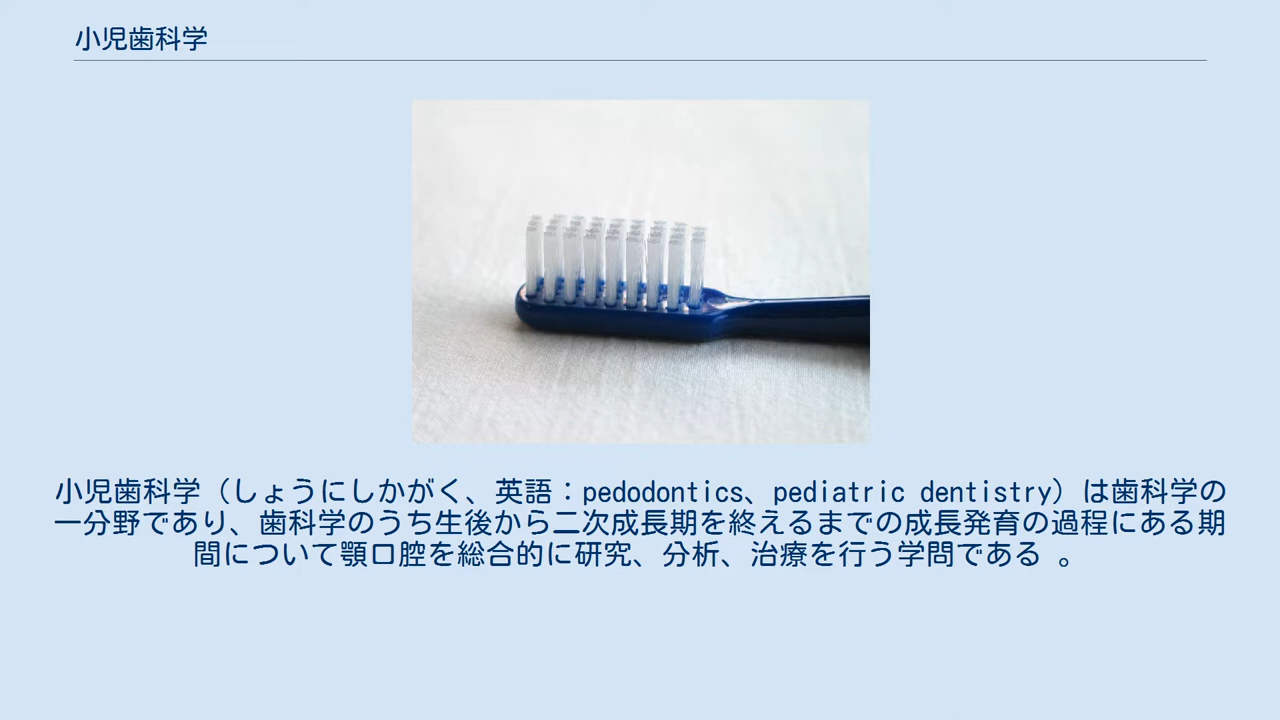 小児歯科学
小児歯科学（しょうにしかがく、英語：pedodontics、pediatric dentistry）は歯科学の
一分野であり、歯科学のうち生後から二次成長期を終えるまでの成長発育の過程にある期
間について顎口腔を総合的に研究、分析、治療を行う学問である 。